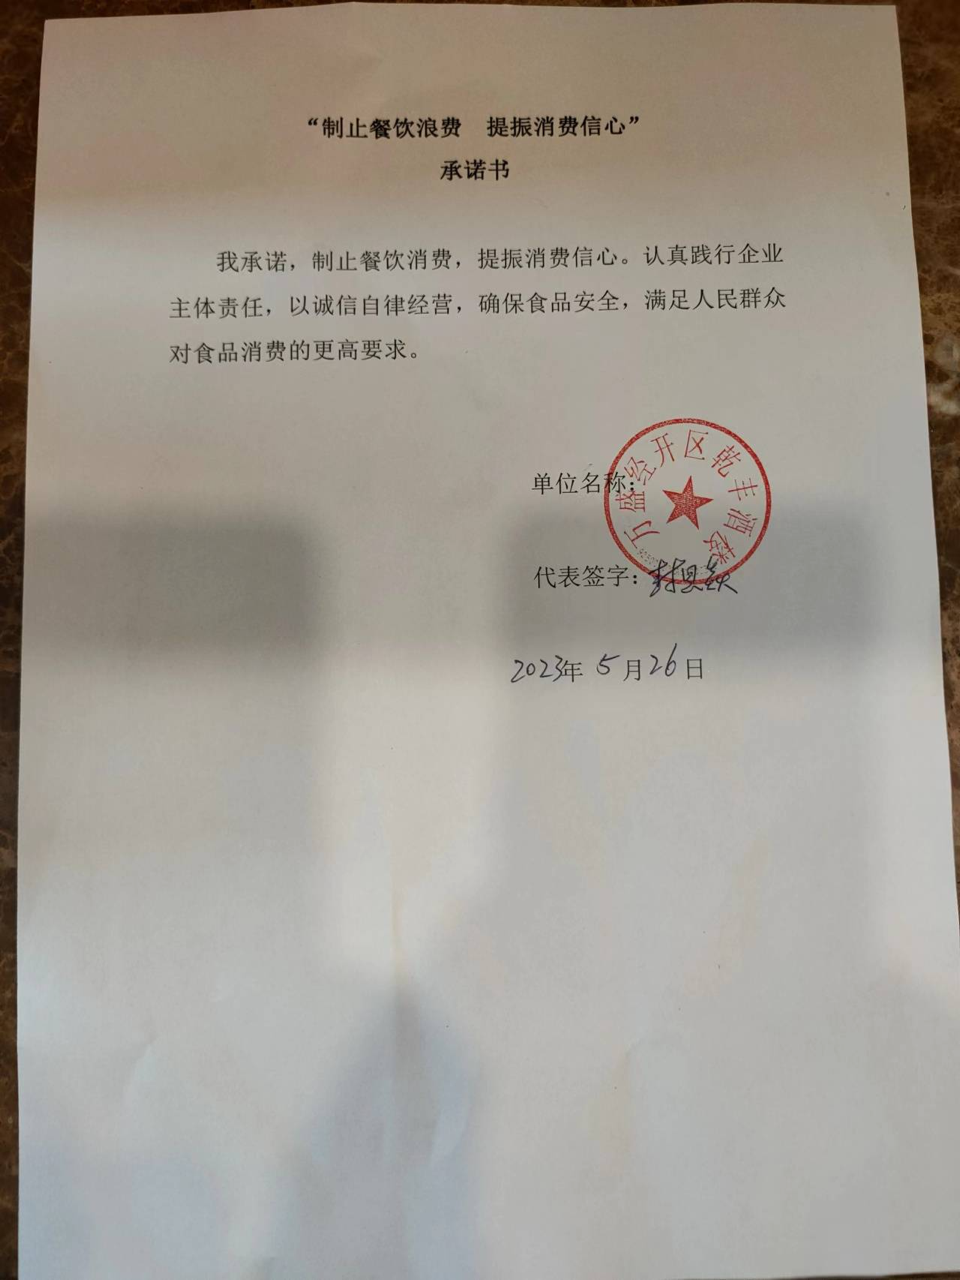 “制止餐饮浪费　提振消费信心”
承诺书
我承诺，制止餐饮消费，提振消费信心。认真践行企业
主体责任，以诚信自律经营，确保食品安全，满足人民群众
对食品消费的更高要求。
单位名称：
万盛经开区乾丰酒楼
代表签字：
2023年 5月26日